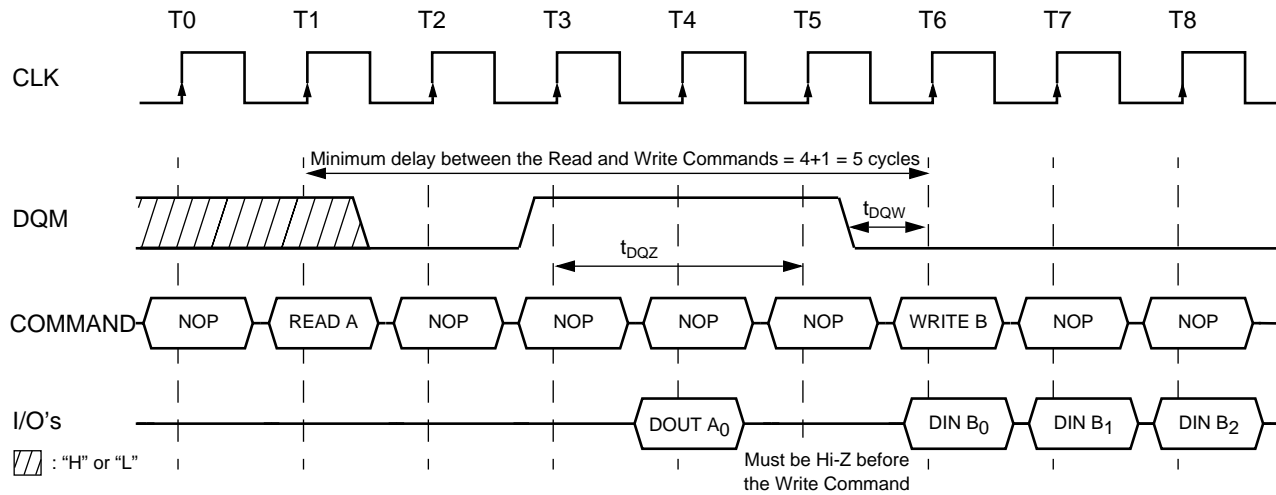 T0 T1 T2 T3 T4 T5 T6 T7 T8
CLK
Minimum delay between the Read and Write Commands = 4+1 = 5 cycles
DQM
tDQW
tDQZ
COMMAND NOP READ A NOP NOP NOP NOP WRITE B NOP NOP
I/O's DOUT A0 DIN B0 DIN B1 DIN B2
: “H” or “L”
Must be Hi-Z before
the Write Command